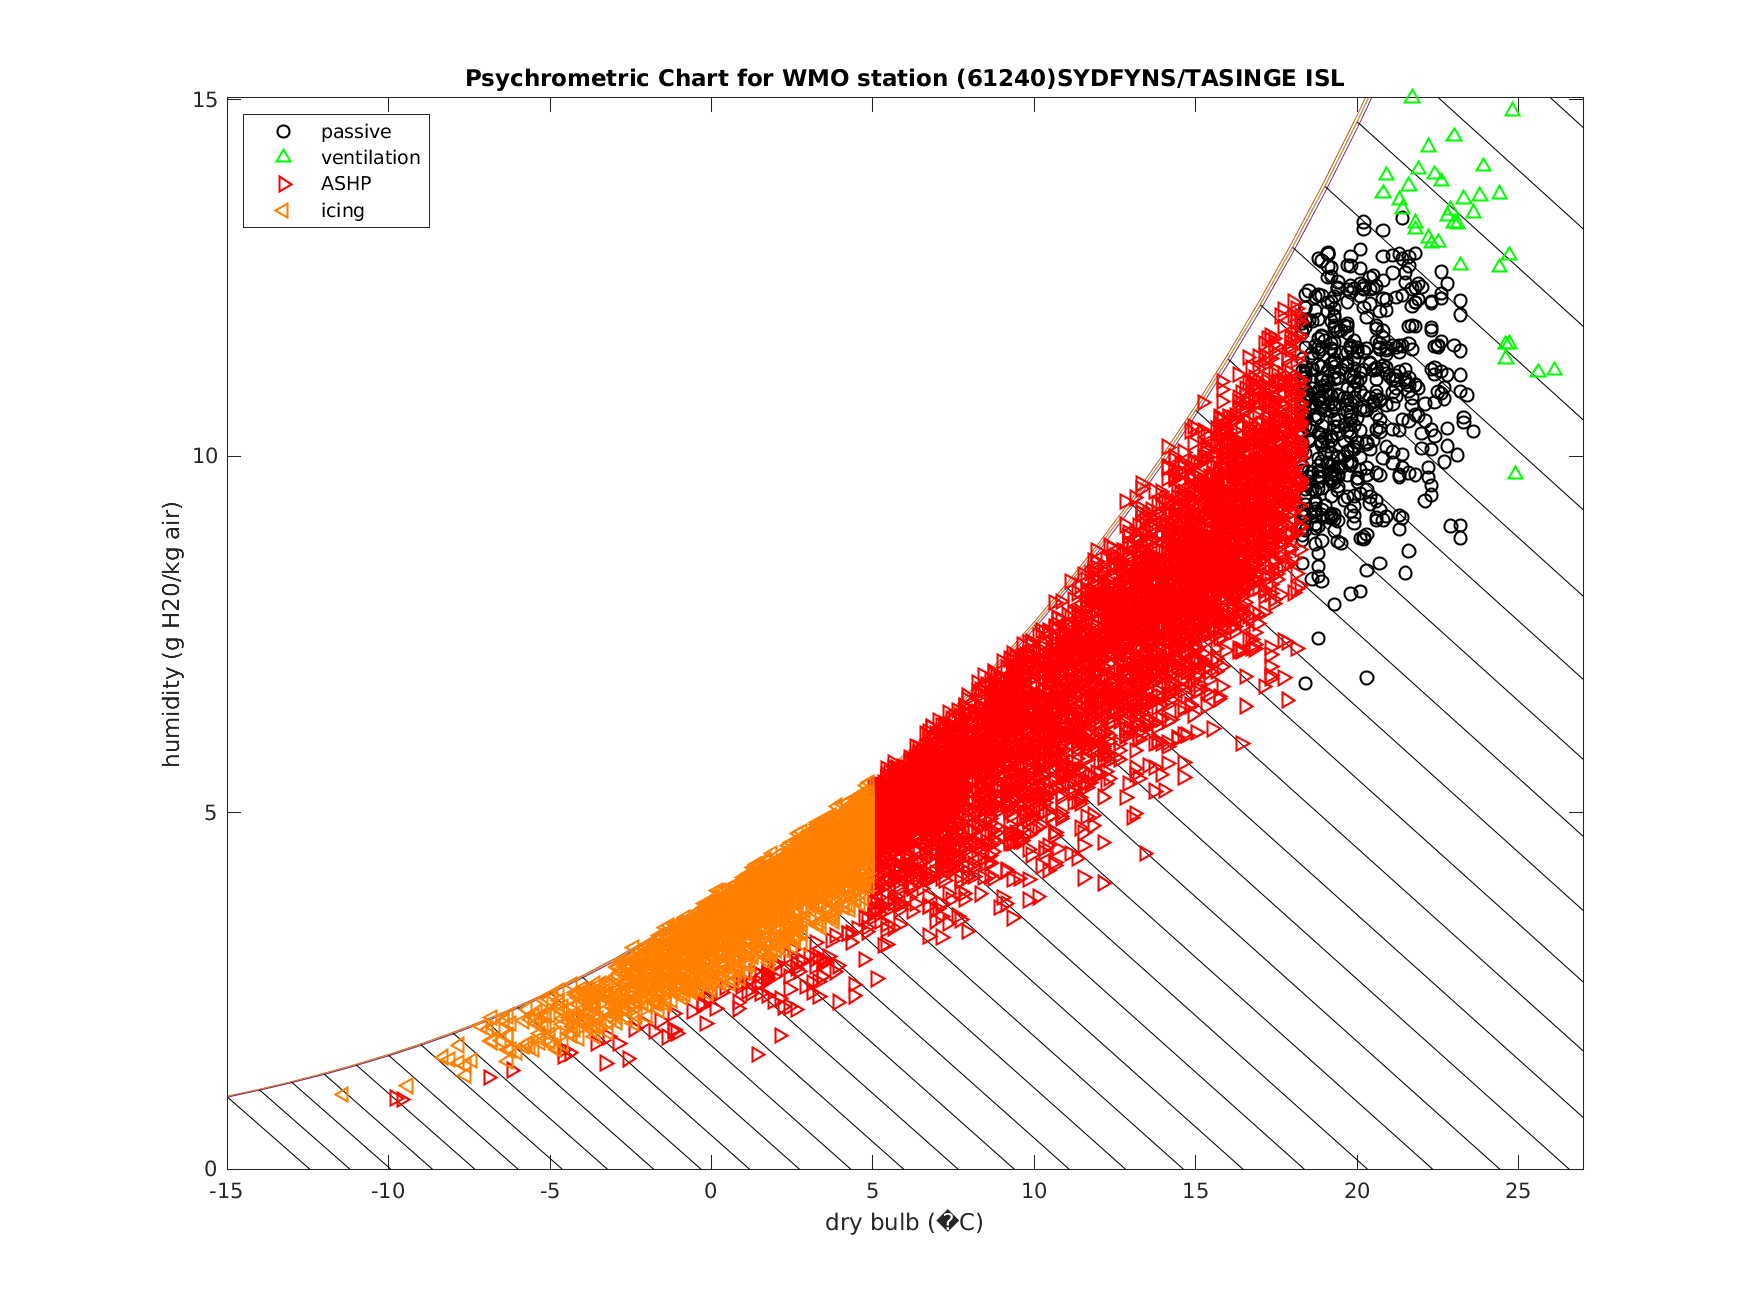 Psychrometric Chart for WMO station (61240)SYDFYNS/TASINGE ISL
passive
ventilation
ASHP
icing
humidity (g H20/kg air)
15
10
5
0
-15 -10 -5 0 5 10 15 20 25
dry bulb (�C)